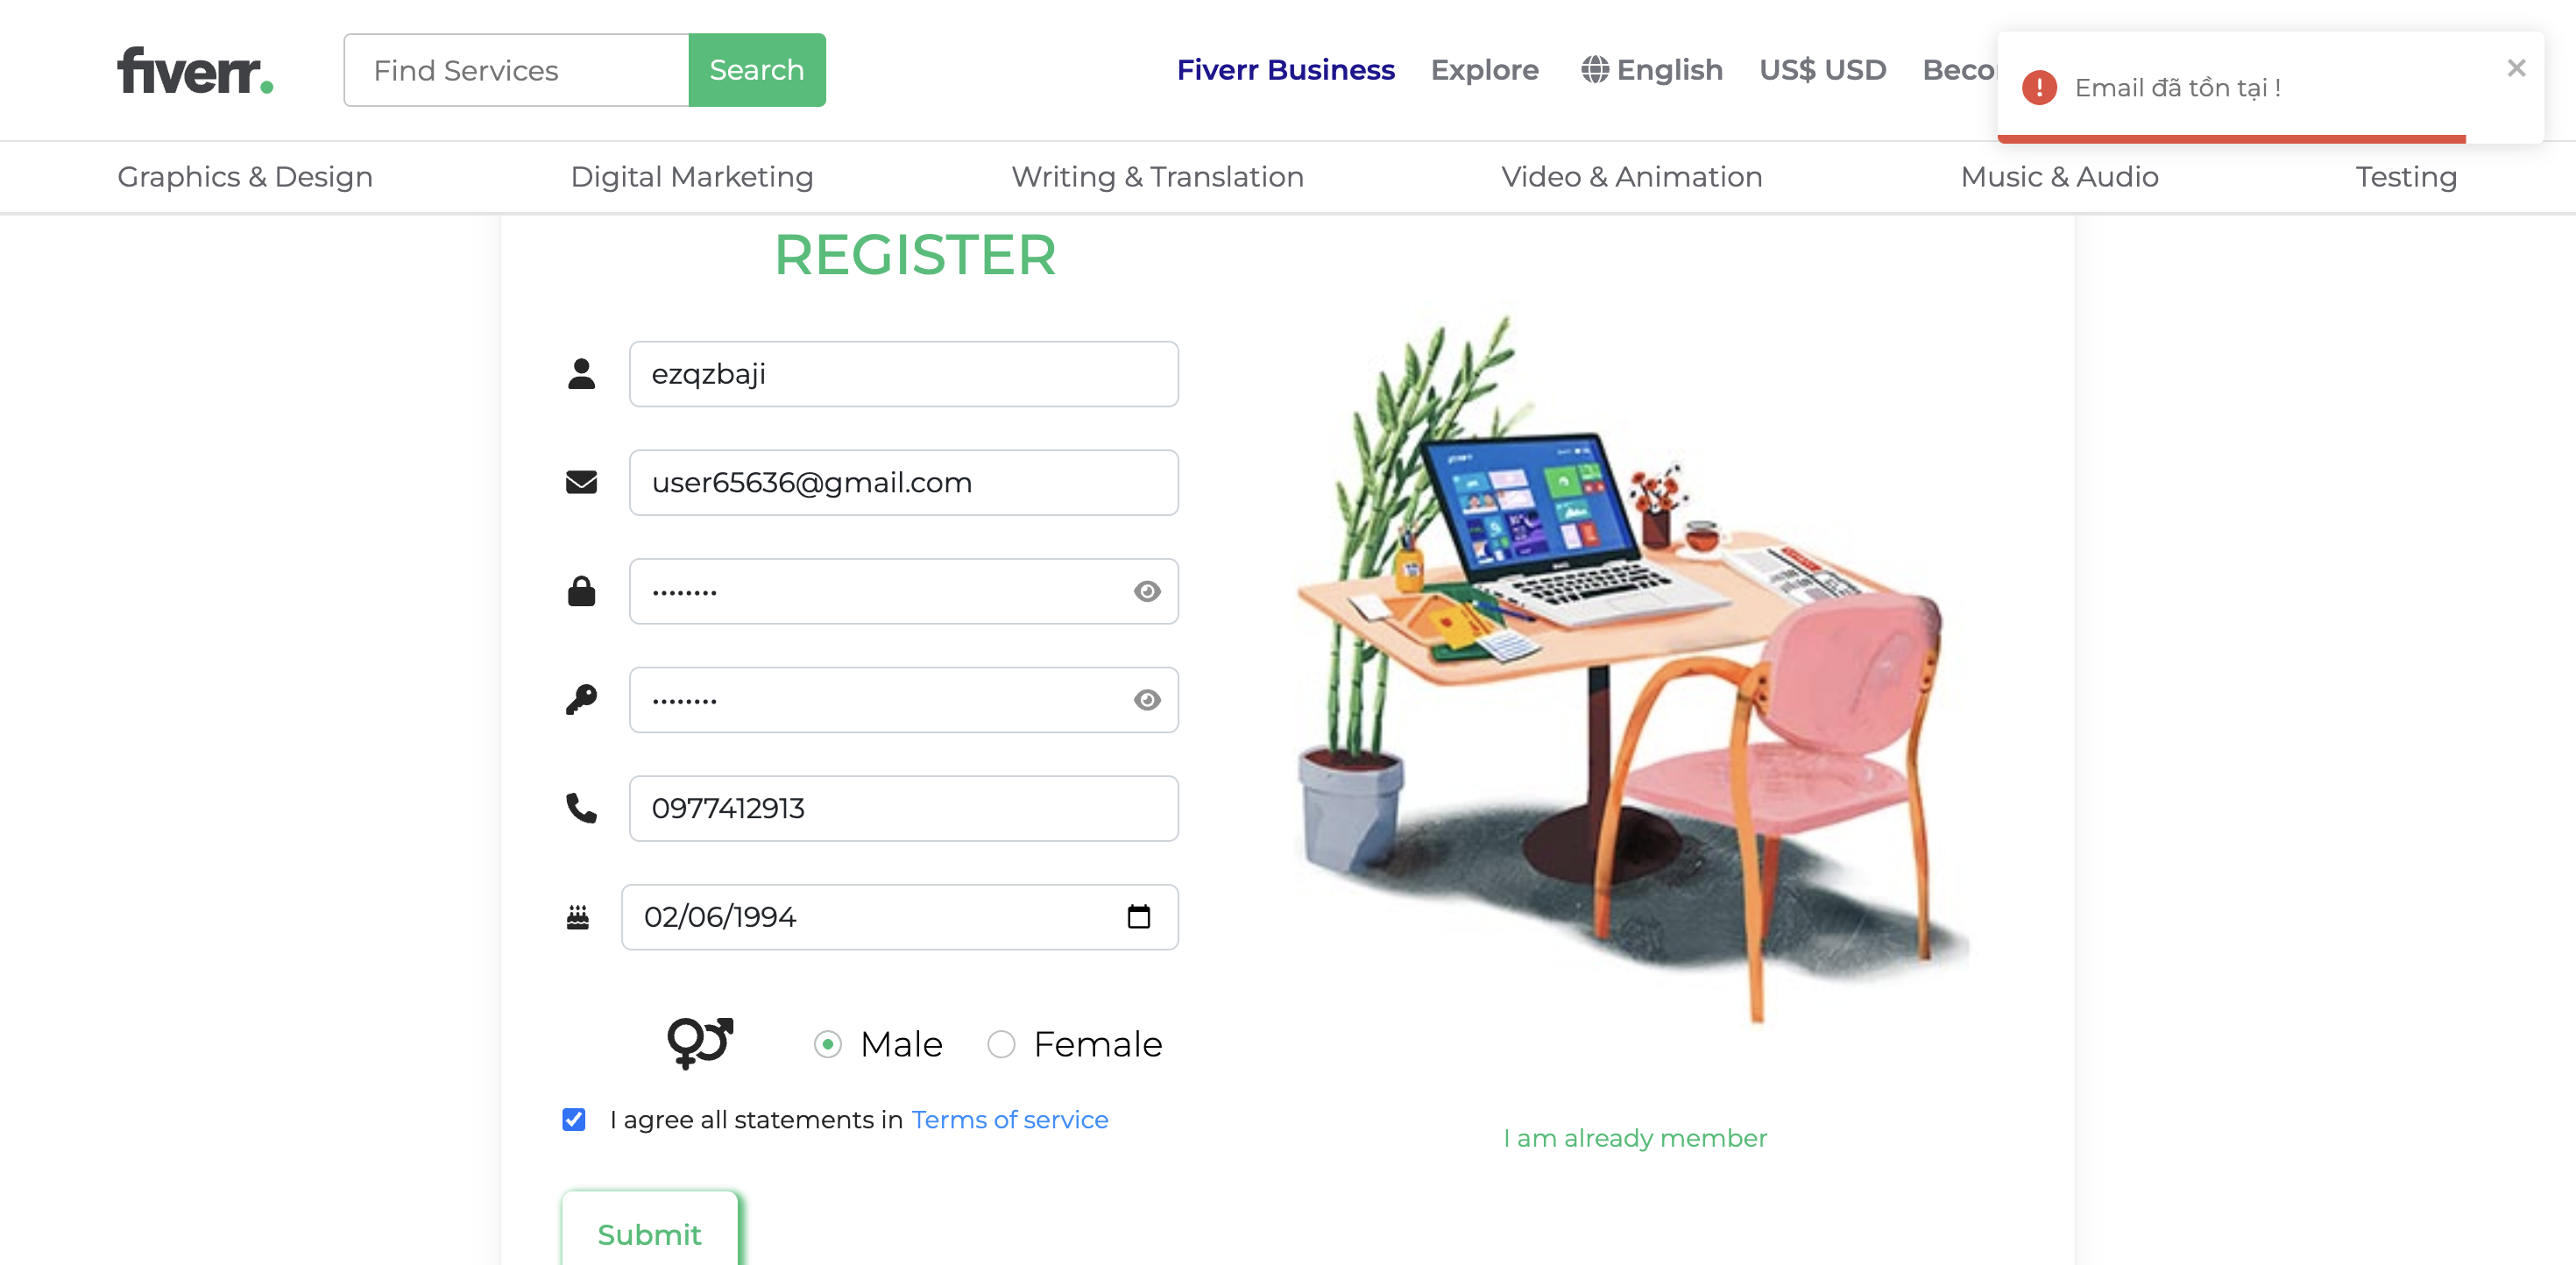 fiverr.
Find Services
Search
Fiverr Business
Explore
English
US$ USD
Email đã tồn tại !
Graphics & Design
Digital Marketing
Writing & Translation
Video & Animation
Music & Audio
Testing
REGISTER
ezqzbaji
user65636@gmail.com
••••••••
••••••••
0977412913
02/06/1994
Male
Female
I agree all statements in Terms of service
I am already member
Submit